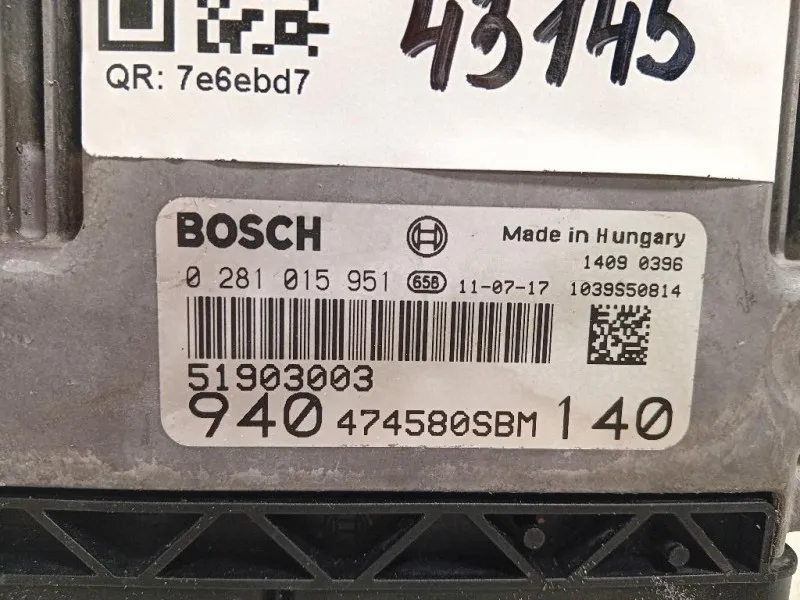 QR: 7e6ebd7
43145
BOSCH
Made in Hungary
1409 0396
0 281 015 951 656 11-07-17 1039S50814
51903003
940 474580SBM 140